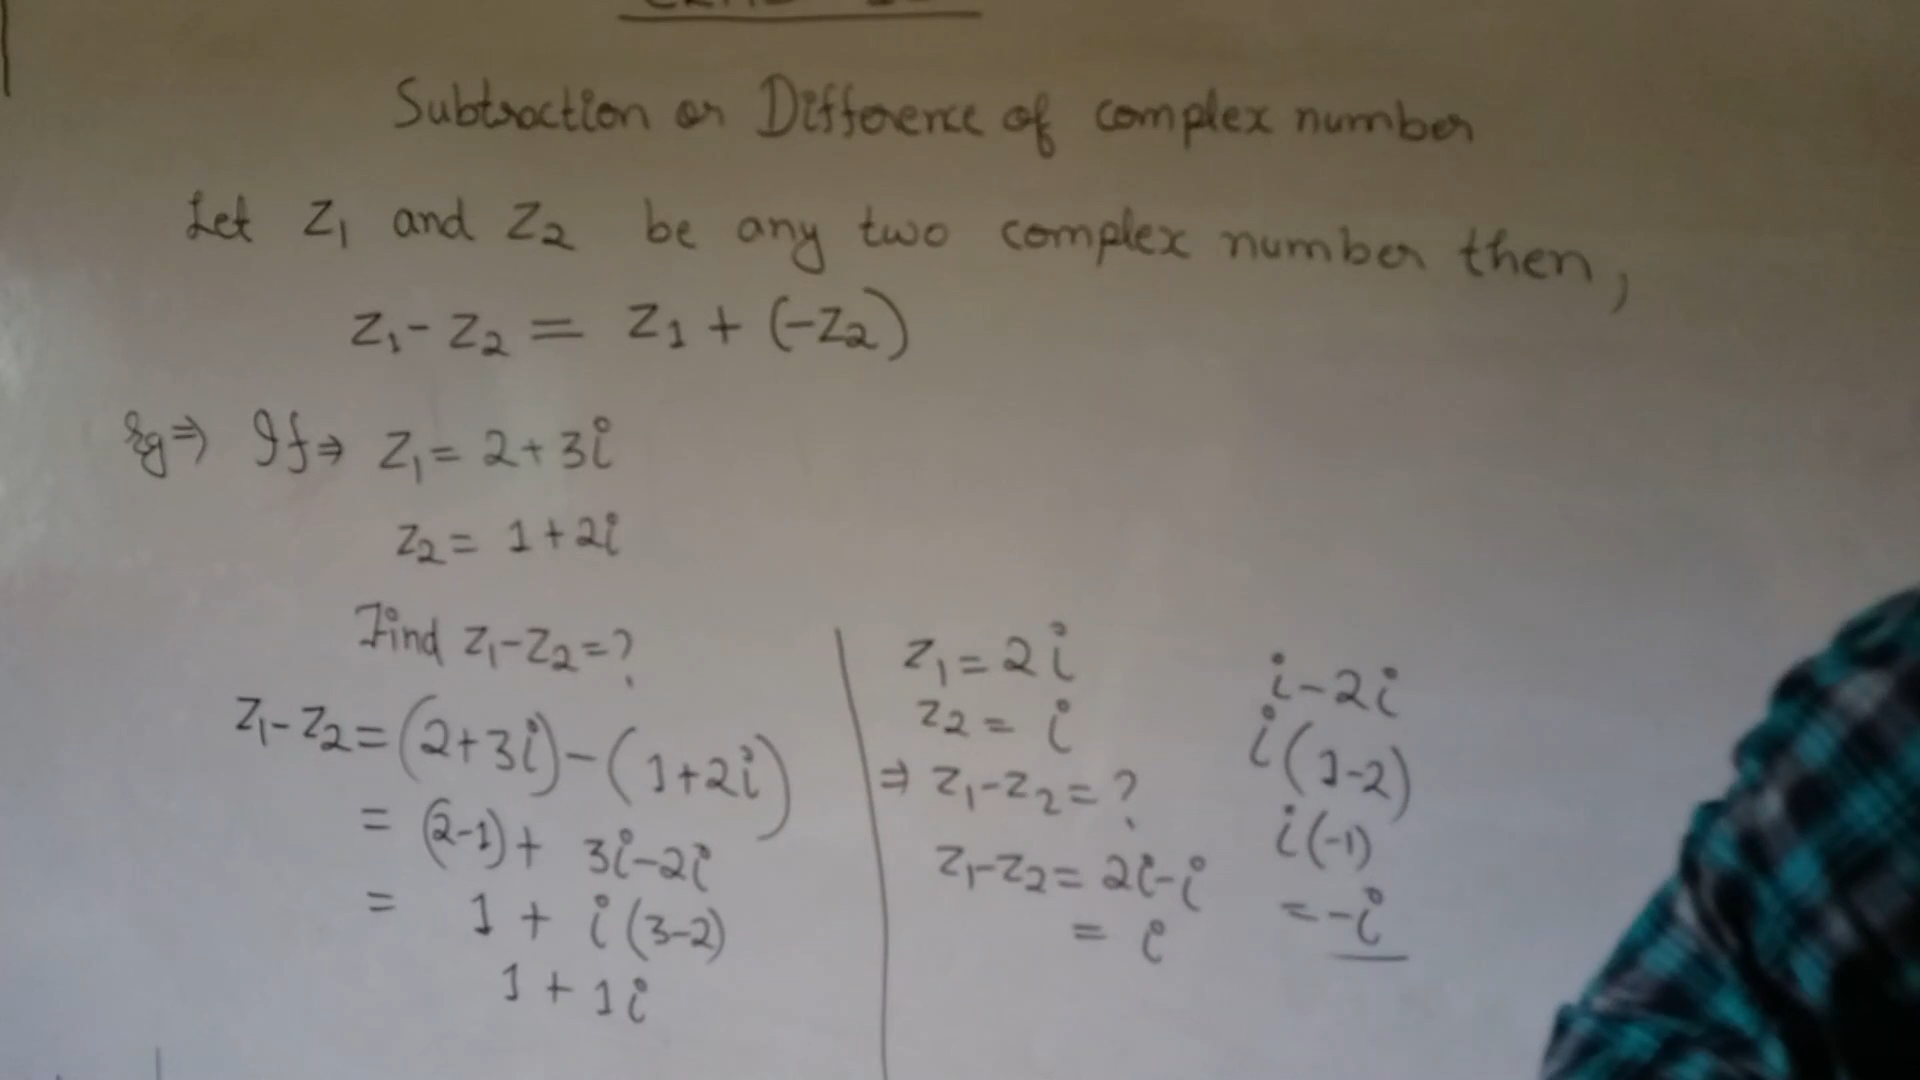 Subtraction or Difference of complex number
Let Z₁ and Z₂ be any two complex number then,
Z₁-Z₂ = Z₁ + (-Z₂)
Eg⇒ If⇒ Z₁ = 2+3i
Z₂ = 1+2i
Find Z₁-Z₂=?
Z₁-Z₂ = (2+3i)-(1+2i)
= (2-1)+ 3i-2i
= 1 + i(3-2)
1 + 1i
Z₁ = 2i
Z₂ = i
⇒ Z₁-Z₂ = ?
Z₁-Z₂ = 2i-i
= i
i-2i
i(1-2)
i(-1)
= -i